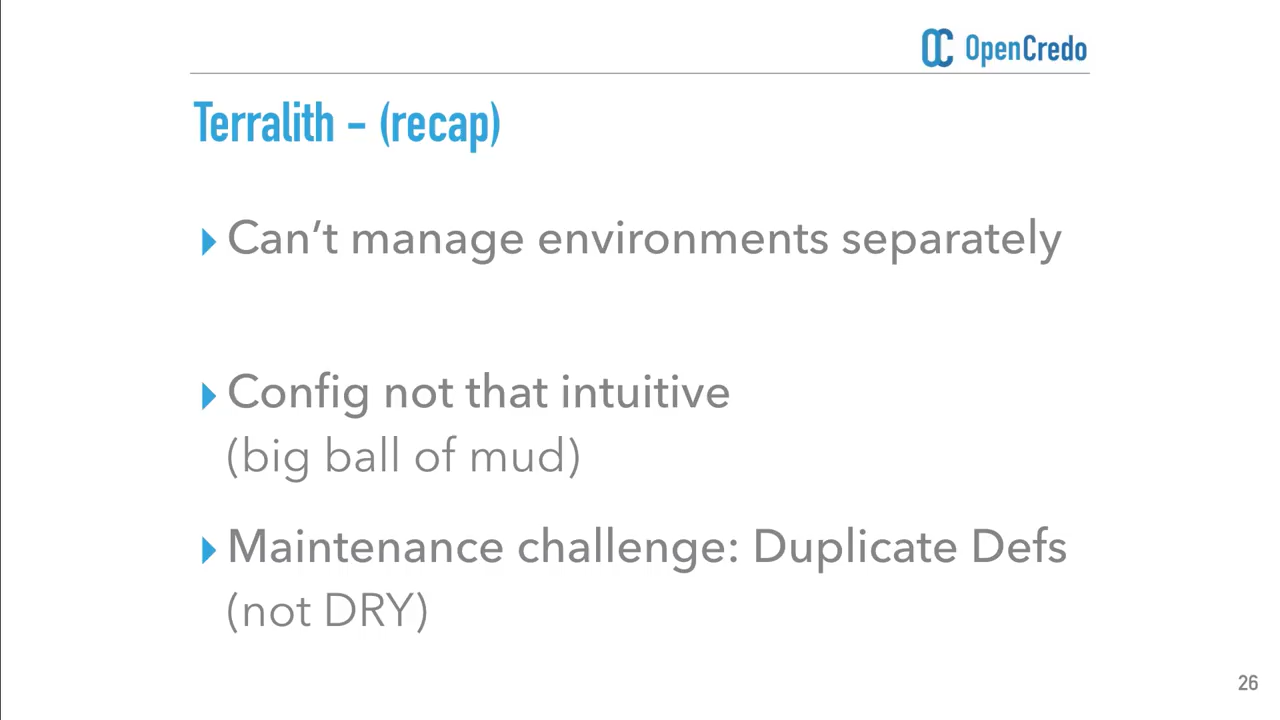 OpenCredo
Terralith - (recap)
▸Can’t manage environments separately
▸Config not that intuitive
(big ball of mud)
▸Maintenance challenge: Duplicate Defs
(not DRY)
26